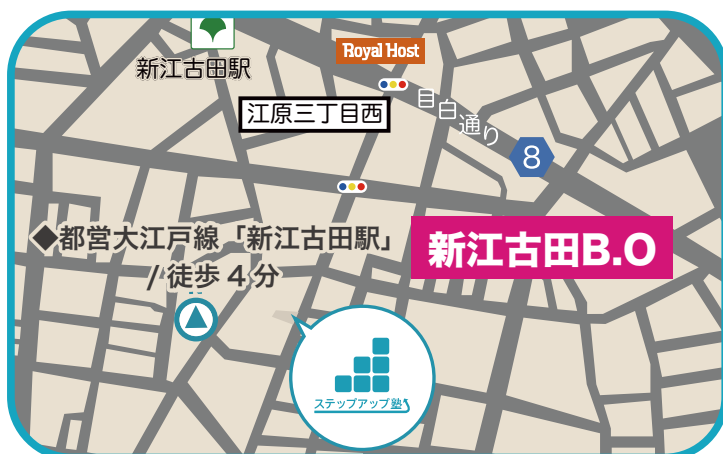 Royal Host
新江古田駅
江原三丁目西
目白通り
8
◆都営大江戸線「新江古田駅」
/ 徒歩 4 分
新江古田B.O
ステップアップ塾